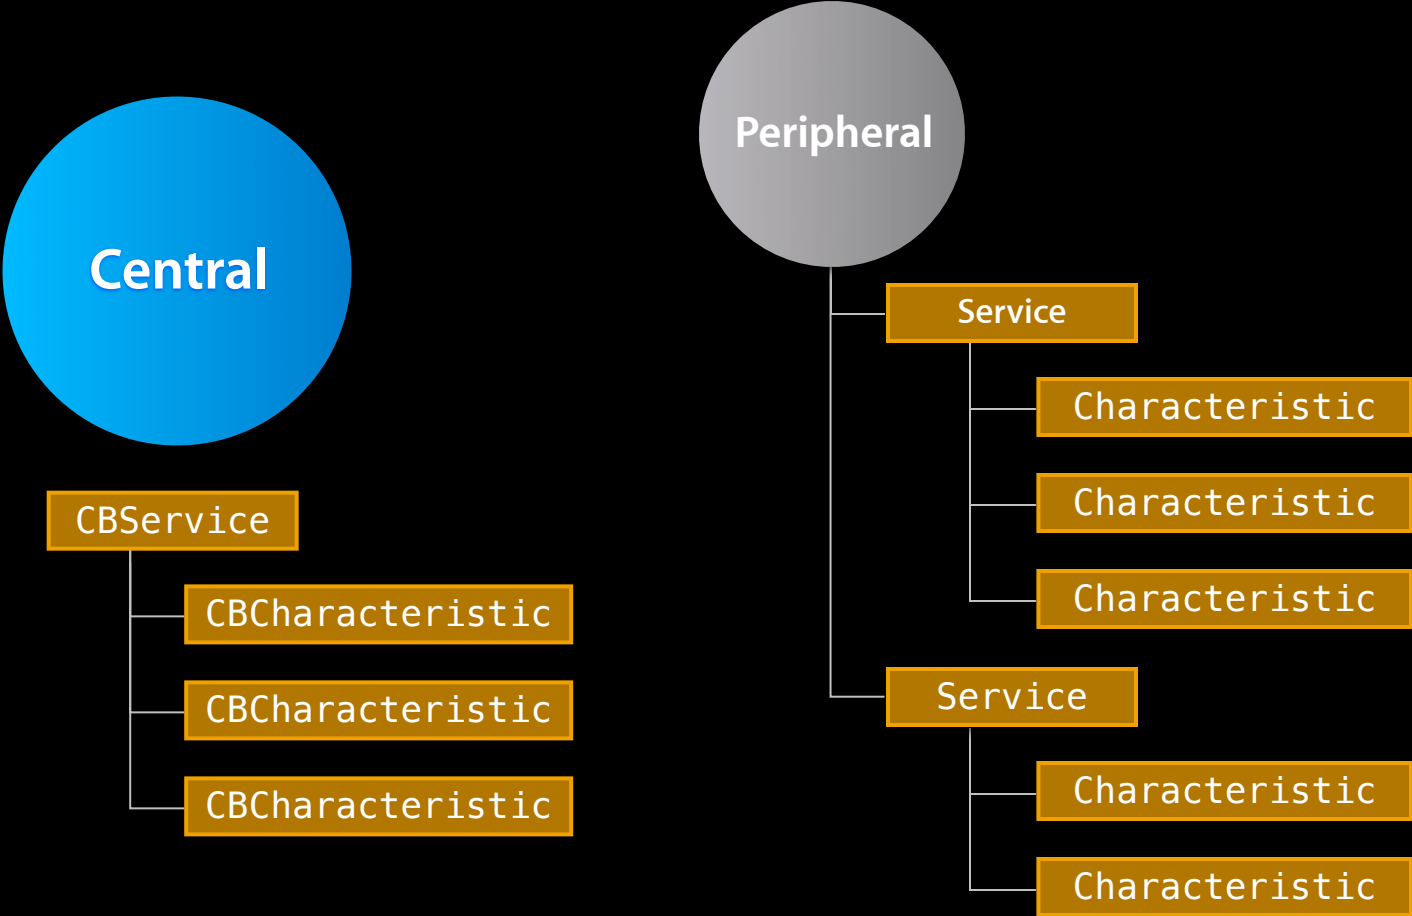 Central
CBService
CBCharacteristic
CBCharacteristic
CBCharacteristic
Peripheral
Service
Characteristic
Characteristic
Characteristic
Service
Characteristic
Characteristic